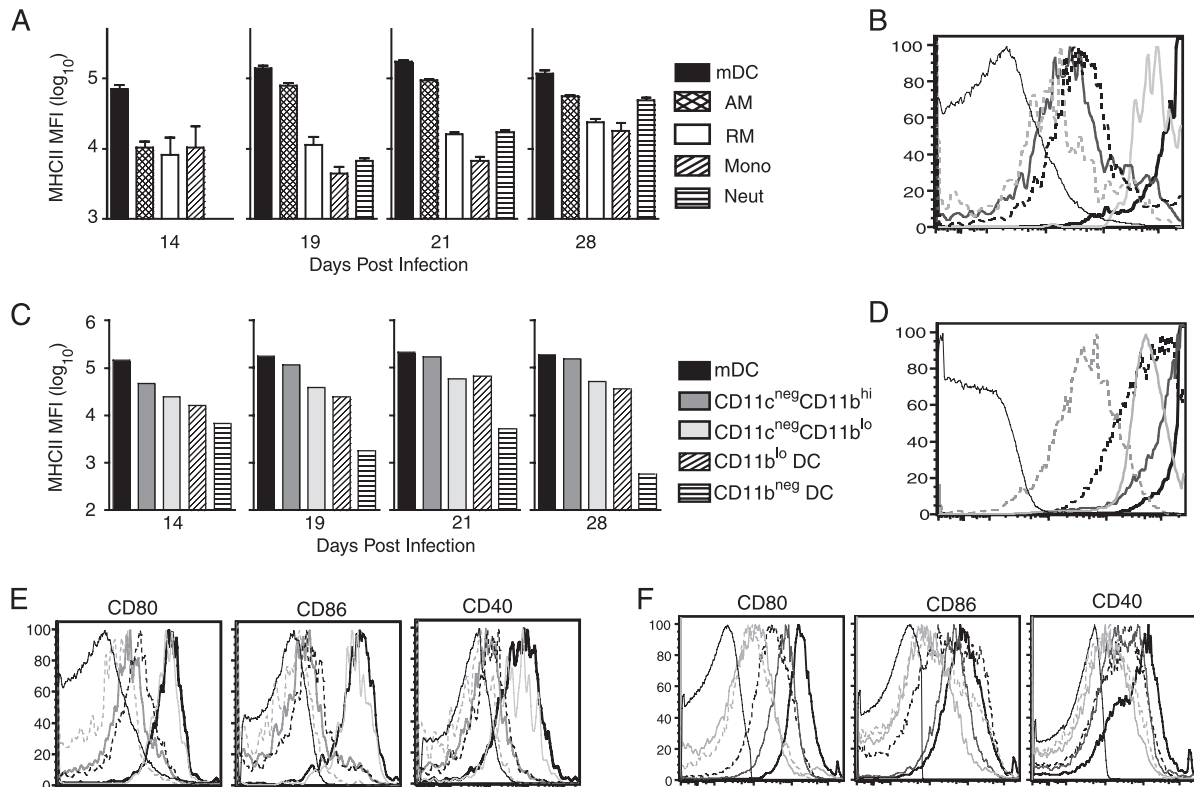 A
MHCII MFI (log10)
5
4
3
14
19
21
28
Days Post Infection
mDC
AM
RM
Mono
Neut
B
100
80
60
40
20
0
C
MHCII MFI (log10)
6
5
4
3
2
14
19
21
28
Days Post Infection
mDC
CD11cnegCD11bhi
CD11cnegCD11blo
CD11blo DC
CD11bneg DC
D
100
80
60
40
20
0
E
CD80
CD86
CD40
100
80
60
40
20
0
F
CD80
CD86
CD40
100
80
60
40
20
0